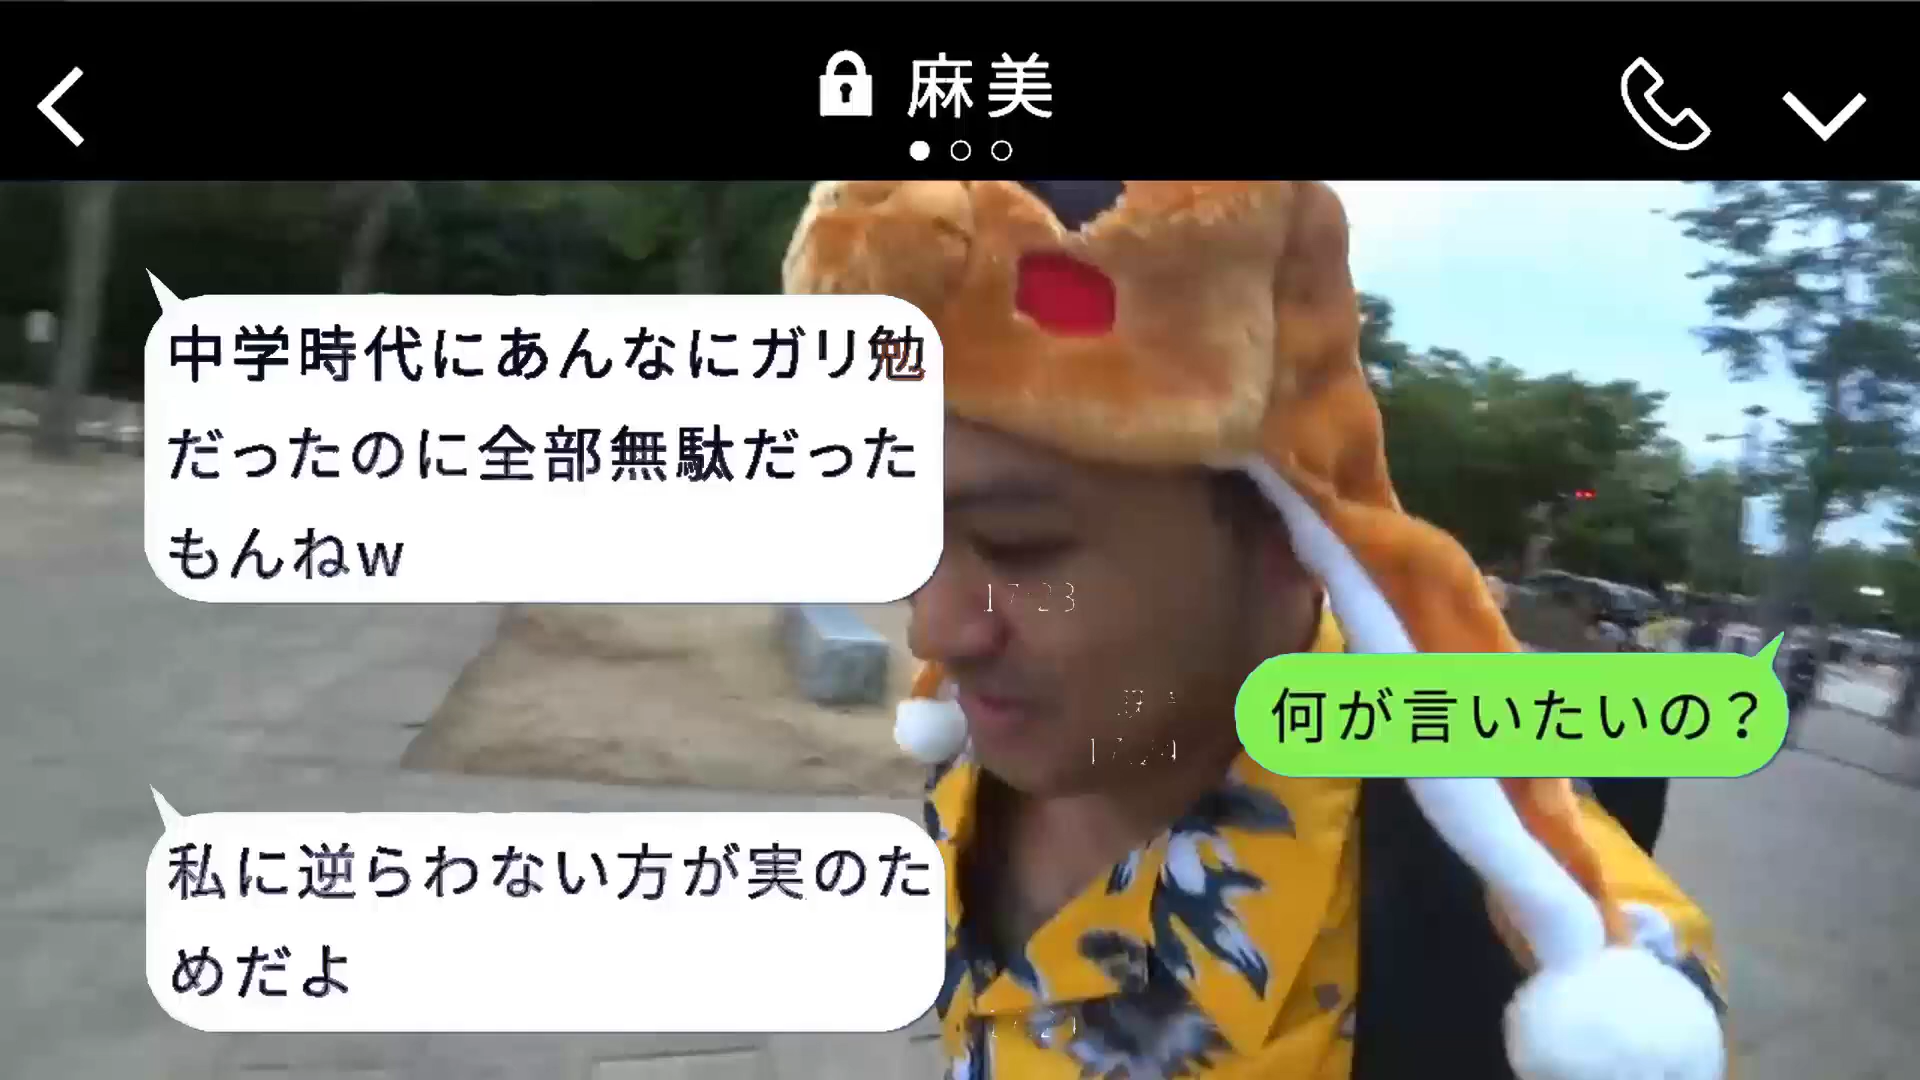 麻美
中学時代にあんなにガリ勉
だったのに全部無駄だった
もんねw
17:23
何が言いたいの?
私に逆らわない方が実のた
めだよ